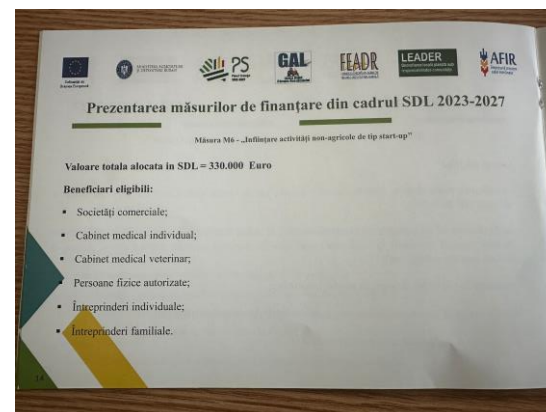 PS
GAL
FEADR
LEADER
AFIR
Prezentarea măsurilor de finanțare din cadrul SDL 2023-2027
Măsura M6 - „Înființare activități non-agricole de tip start-up”
Valoare totala alocata in SDL = 330.000 Euro
Beneficiari eligibili:
▪ Societăți comerciale;
▪ Cabinet medical individual;
▪ Cabinet medical veterinar;
▪ Persoane fizice autorizate;
▪ Întreprinderi individuale;
▪ Întreprinderi familiale.
14